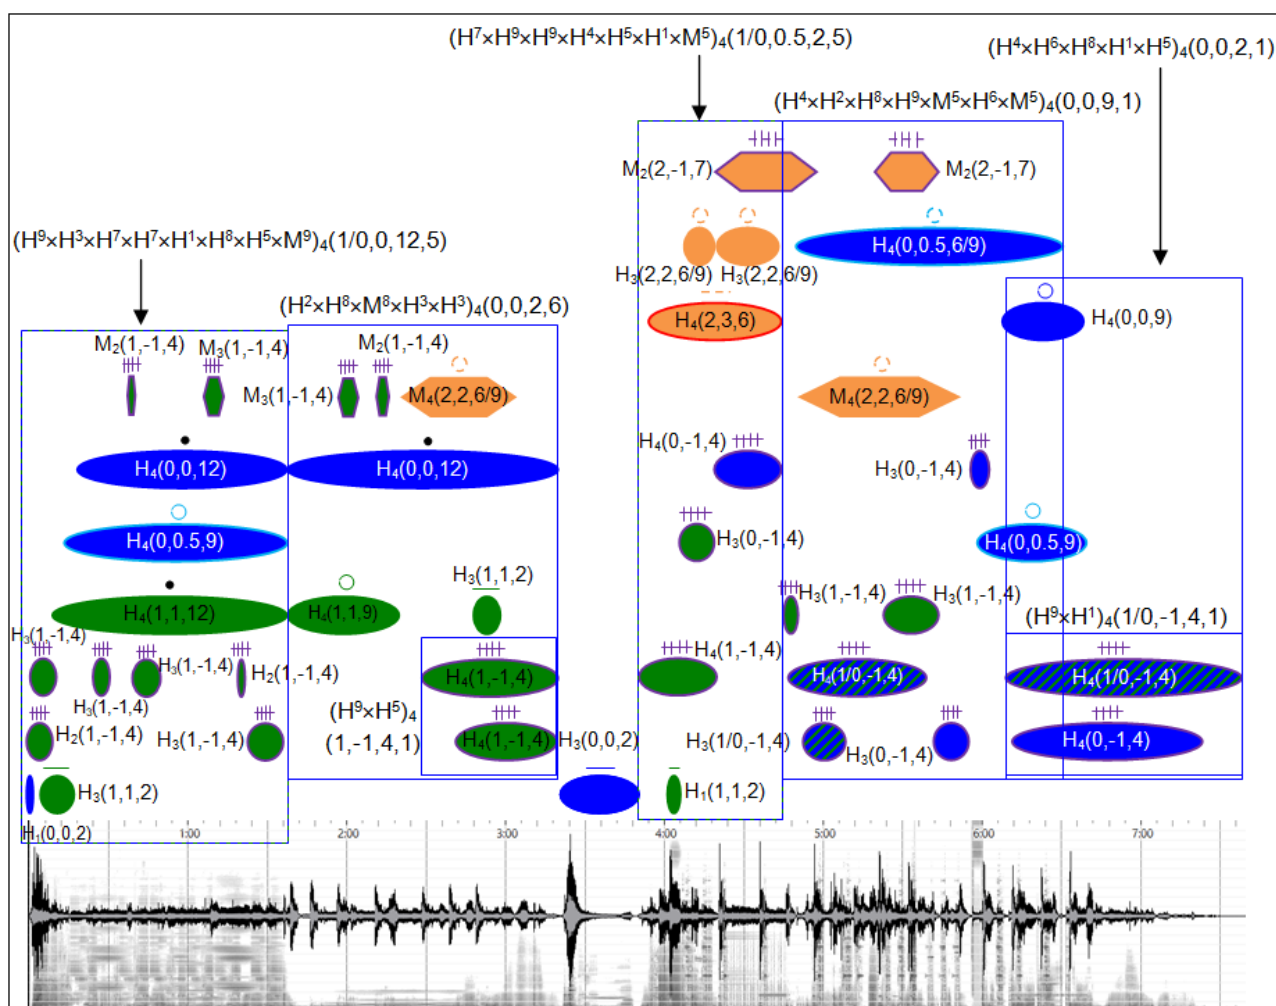 (H⁷×H⁹×H⁹×H⁴×H⁵×H¹×M⁵)₄(1/0,0.5,2,5)
(H⁴×H⁶×H⁸×H¹×H⁵)₄(0,0,2,1)
(H⁴×H²×H⁸×H⁹×M⁵×H⁶×M⁵)₄(0,0,9,1)
M₂(2,-1,7)
M₂(2,-1,7)
(H⁹×H³×H⁷×H⁷×H¹×H⁸×H⁵×M⁹)₄(1/0,0,12,5)
H₄(0,0.5,6/9)
H₃(2,2,6/9)
H₃(2,2,6/9)
(H²×H⁸×M⁸×H³×H³)₄(0,0,2,6)
H₄(2,3,6)
H₄(0,0,9)
M₂(1,-1,4)
M₃(1,-1,4)
M₂(1,-1,4)
M₃(1,-1,4)
M₄(2,2,6/9)
M₄(2,2,6/9)
H₄(0,0,12)
H₄(0,0,12)
H₄(0,-1,4)
H₃(0,-1,4)
H₄(0,0.5,9)
H₃(0,-1,4)
H₄(0,0.5,9)
H₄(1,1,12)
H₄(1,1,9)
H₃(1,1,2)
H₃(1,-1,4)
H₃(1,-1,4)
(H⁹×H¹)₄(1/0,-1,4,1)
H₃(1,-1,4)
H₃(1,-1,4)
H₃(1,-1,4)
H₂(1,-1,4)
H₄(1,-1,4)
H₄(1,-1,4)
H₄(1/0,-1,4)
H₄(1/0,-1,4)
H₂(1,-1,4)
H₃(1,-1,4)
(H⁹×H⁵)₄
(1,-1,4,1)
H₄(1,-1,4)
H₃(0,0,2)
H₃(1/0,-1,4)
H₃(0,-1,4)
H₄(0,-1,4)
H₃(1,1,2)
H₁(1,1,2)
H₁(0,0,2)
1:00 2:00 3:00 4:00 5:00 6:00 7:00